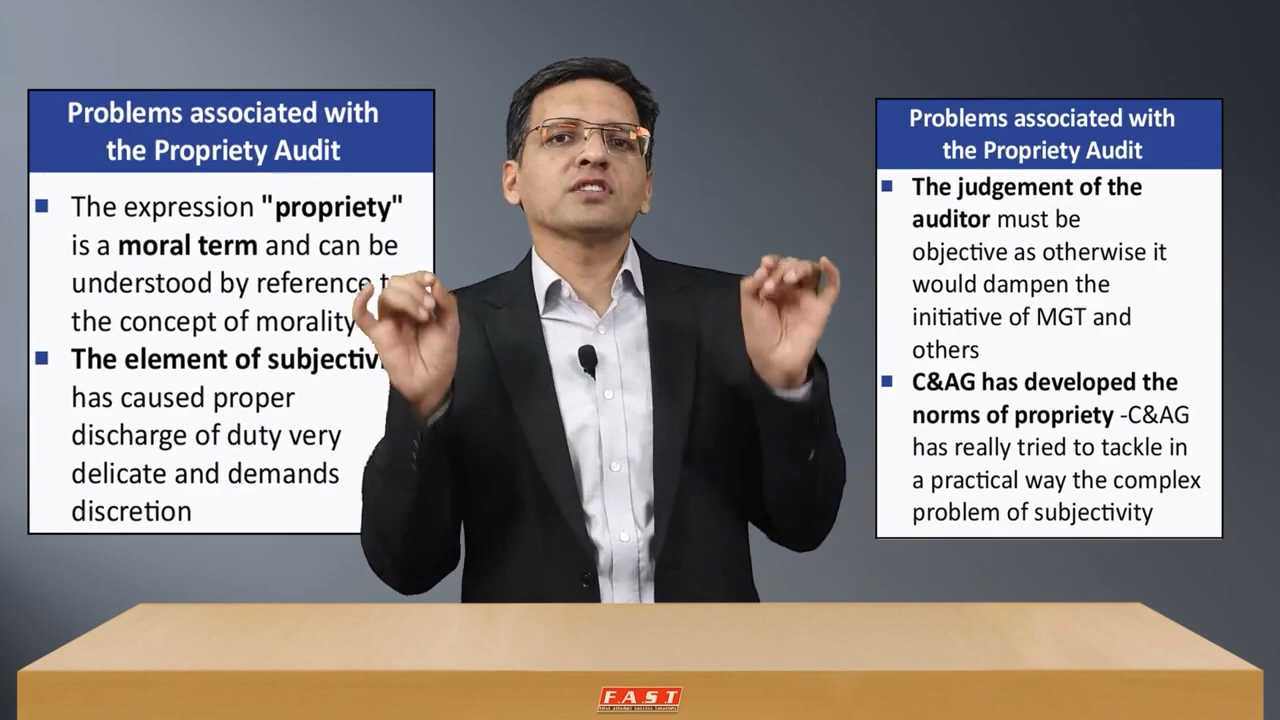 Problems associated with
the Propriety Audit
The expression "propriety"
is a moral term and can be
understood by reference
the concept of morality
The element of
has caused proper
discharge of duty very
delicate and demands
discretion
Problems associated with
the Propriety Audit
The judgement of the
auditor must be
objective as otherwise it
would dampen the
initiative of MGT and
others
C&AG has developed the
norms of propriety -C&AG
has really tried to tackle in
a practical way the complex
problem of subjectivity
F.A.S.T